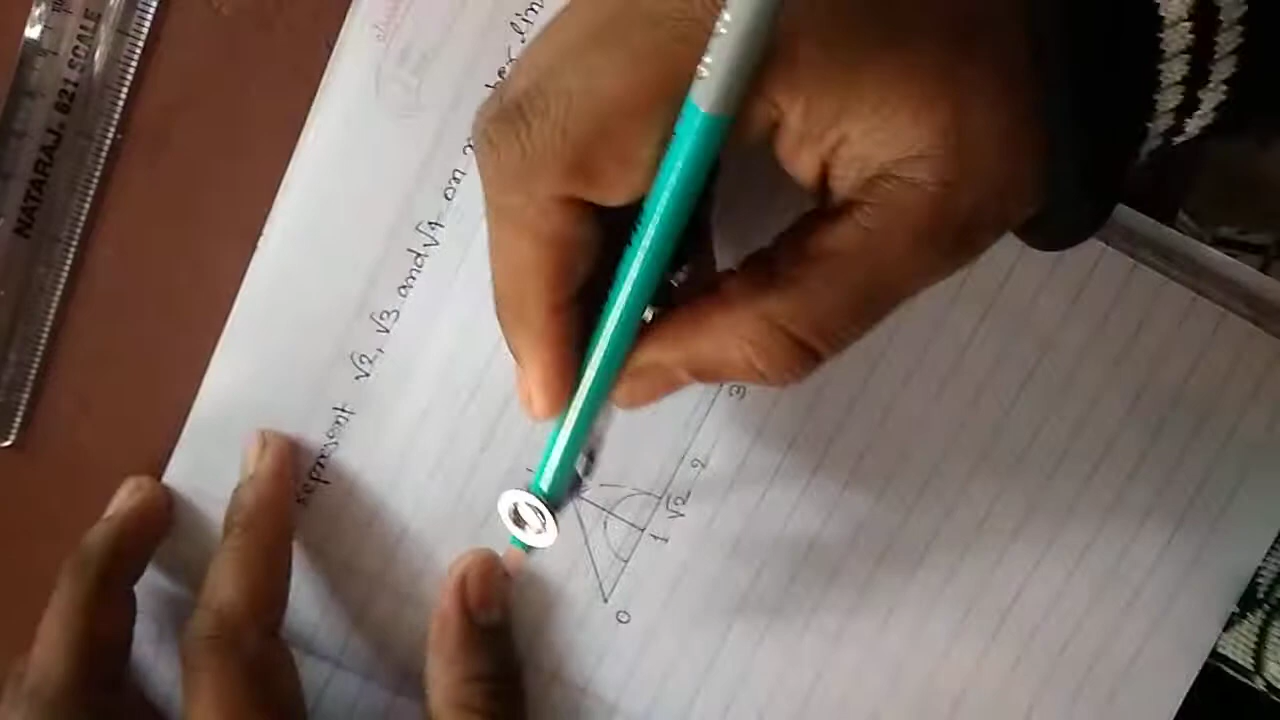 NATARAJ. 621 SCALE
represent √2, √3 and √4 on
0 1 √2 2 3